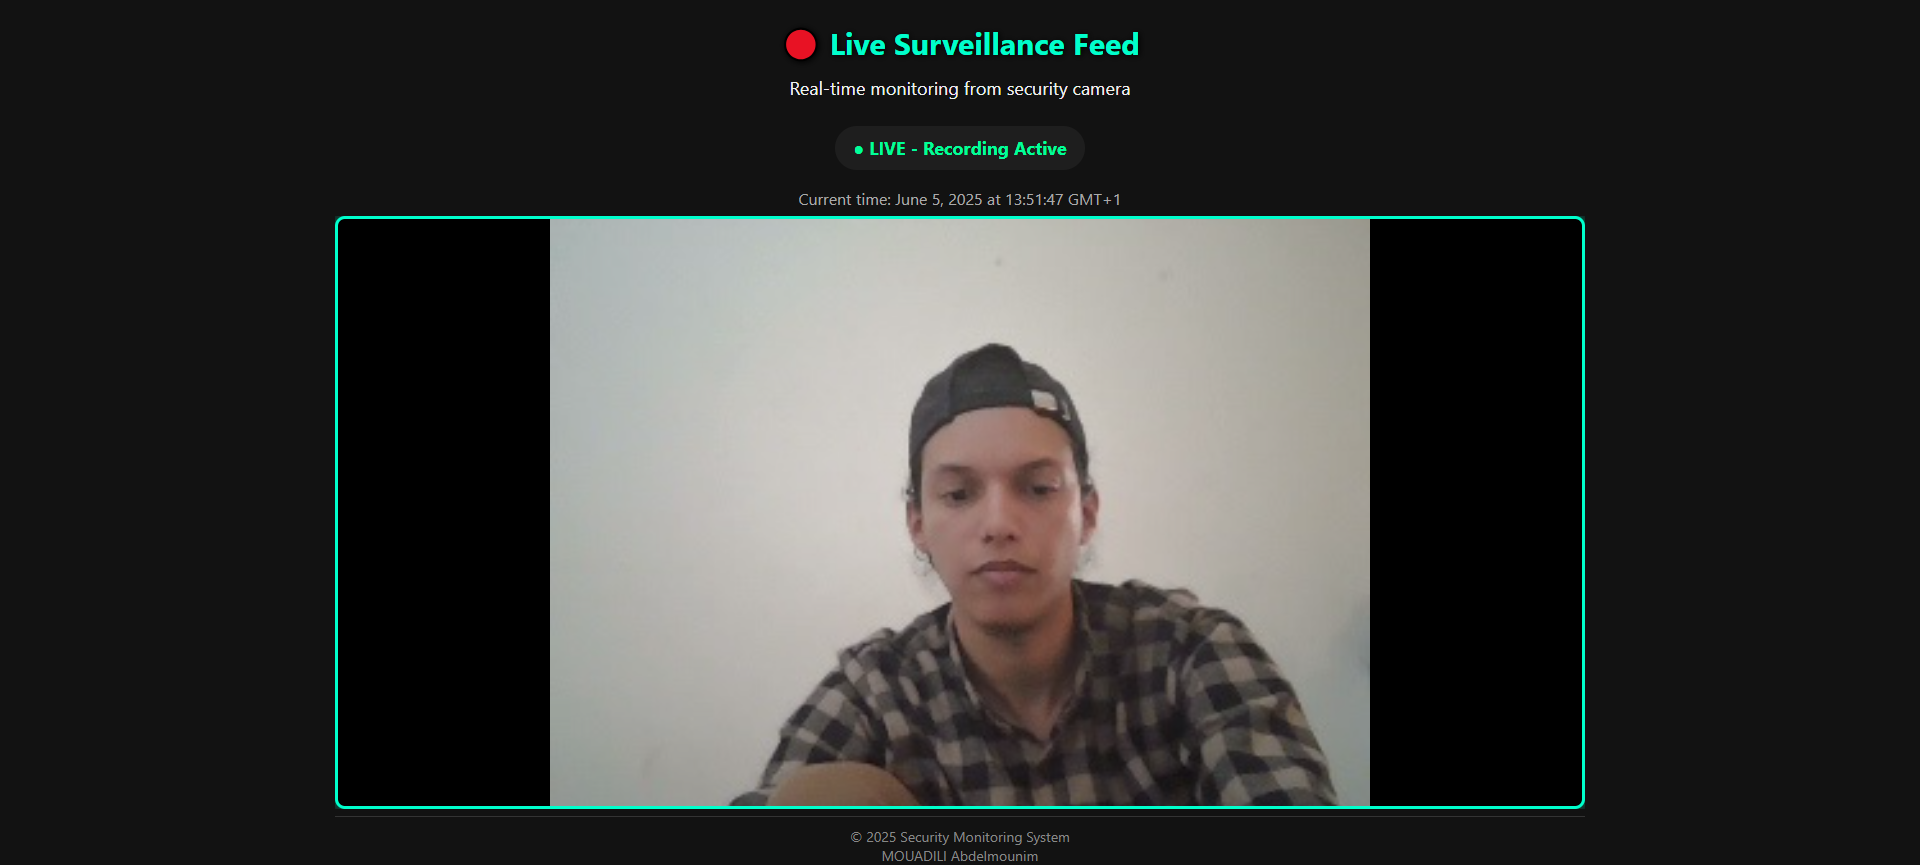 Live Surveillance Feed
Real-time monitoring from security camera
● LIVE - Recording Active
Current time: June 5, 2025 at 13:51:47 GMT+1
© 2025 Security Monitoring System
MOUADILI Abdelmounim